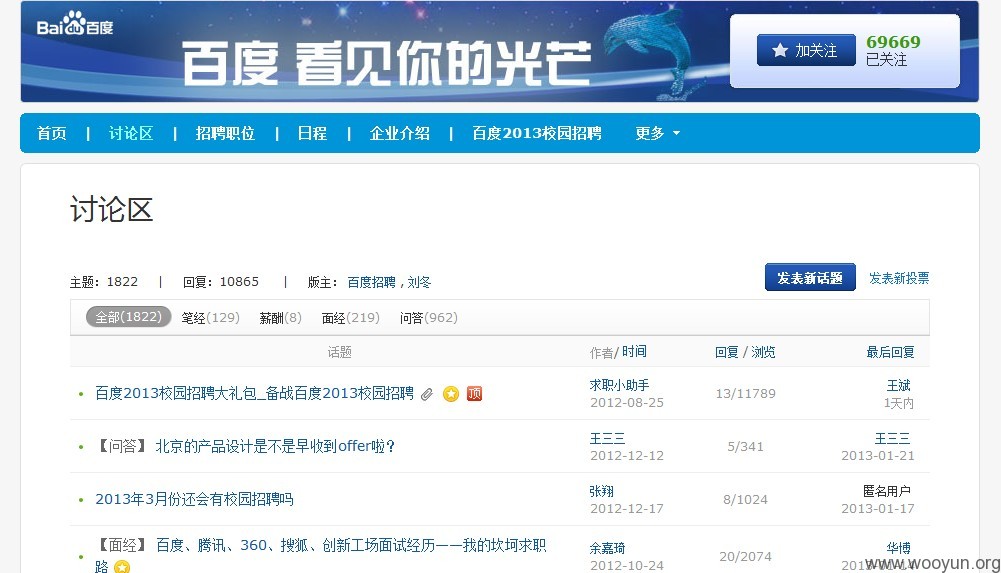 Bai du 百度
百度 看见你的光芒
加关注
69669
已关注
首页 | 讨论区 | 招聘职位 | 日程 | 企业介绍 | 百度2013校园招聘 更多
讨论区
主题：1822 | 回复：10865 | 版主： 百度招聘 , 刘冬
发表新话题 发表新投票
全部(1822) 笔经(129) 薪酬(8) 面经(219) 问答(962)
话题 作者/ 时间 回复 / 浏览 最后回复
百度2013校园招聘大礼包_备战百度2013校园招聘 顶
求职小助手
2012-08-25
13/11789
王斌
1天内
【问答】 北京的产品设计是不是早收到offer啦？
王三三
2012-12-12
5/341
王三三
2013-01-21
2013年3月份还会有校园招聘吗
张翔
2012-12-17
8/1024
匿名用户
2013-01-17
【面经】 百度、腾讯、360、搜狐、创新工场面试经历一一我的坎坷求职
路
余嘉琦
2012-10-24
20/2074
华博
www.wooyun.org